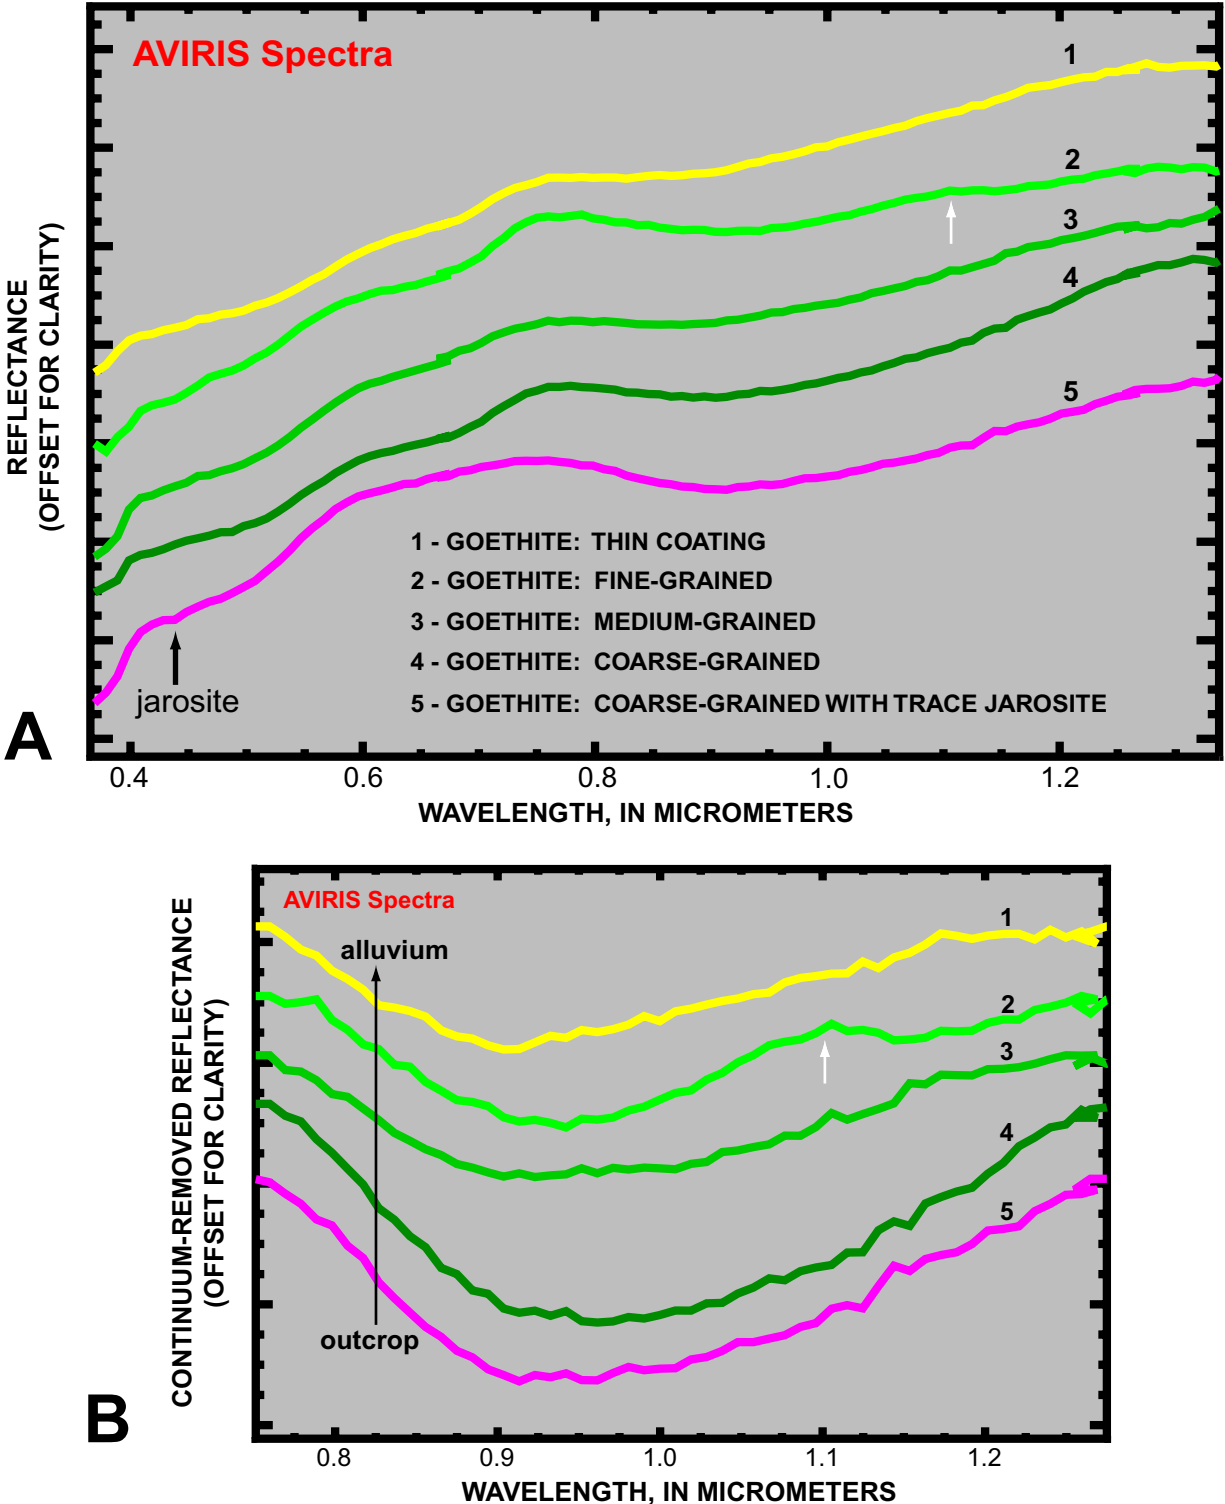 AVIRIS Spectra
1
2
3
4
5
REFLECTANCE
(OFFSET FOR CLARITY)
1 - GOETHITE: THIN COATING
2 - GOETHITE: FINE-GRAINED
3 - GOETHITE: MEDIUM-GRAINED
4 - GOETHITE: COARSE-GRAINED
5 - GOETHITE: COARSE-GRAINED WITH TRACE JAROSITE
jarosite
A
0.4 0.6 0.8 1.0 1.2
WAVELENGTH, IN MICROMETERS
AVIRIS Spectra
alluvium
1
2
3
4
5
outcrop
CONTINUUM-REMOVED REFLECTANCE
(OFFSET FOR CLARITY)
B
0.8 0.9 1.0 1.1 1.2
WAVELENGTH, IN MICROMETERS